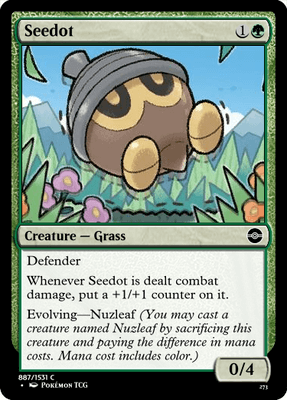 Seedot 1
Creature — Grass
Defender
Whenever Seedot is dealt combat
damage, put a +1/+1 counter on it.
Evolving—Nuzleaf (You may cast a
creature named Nuzleaf by sacrificing this
creature and paying the difference in mana
costs. Mana cost includes color.)
0/4
887/1531 C
• Pokémon TCG
273